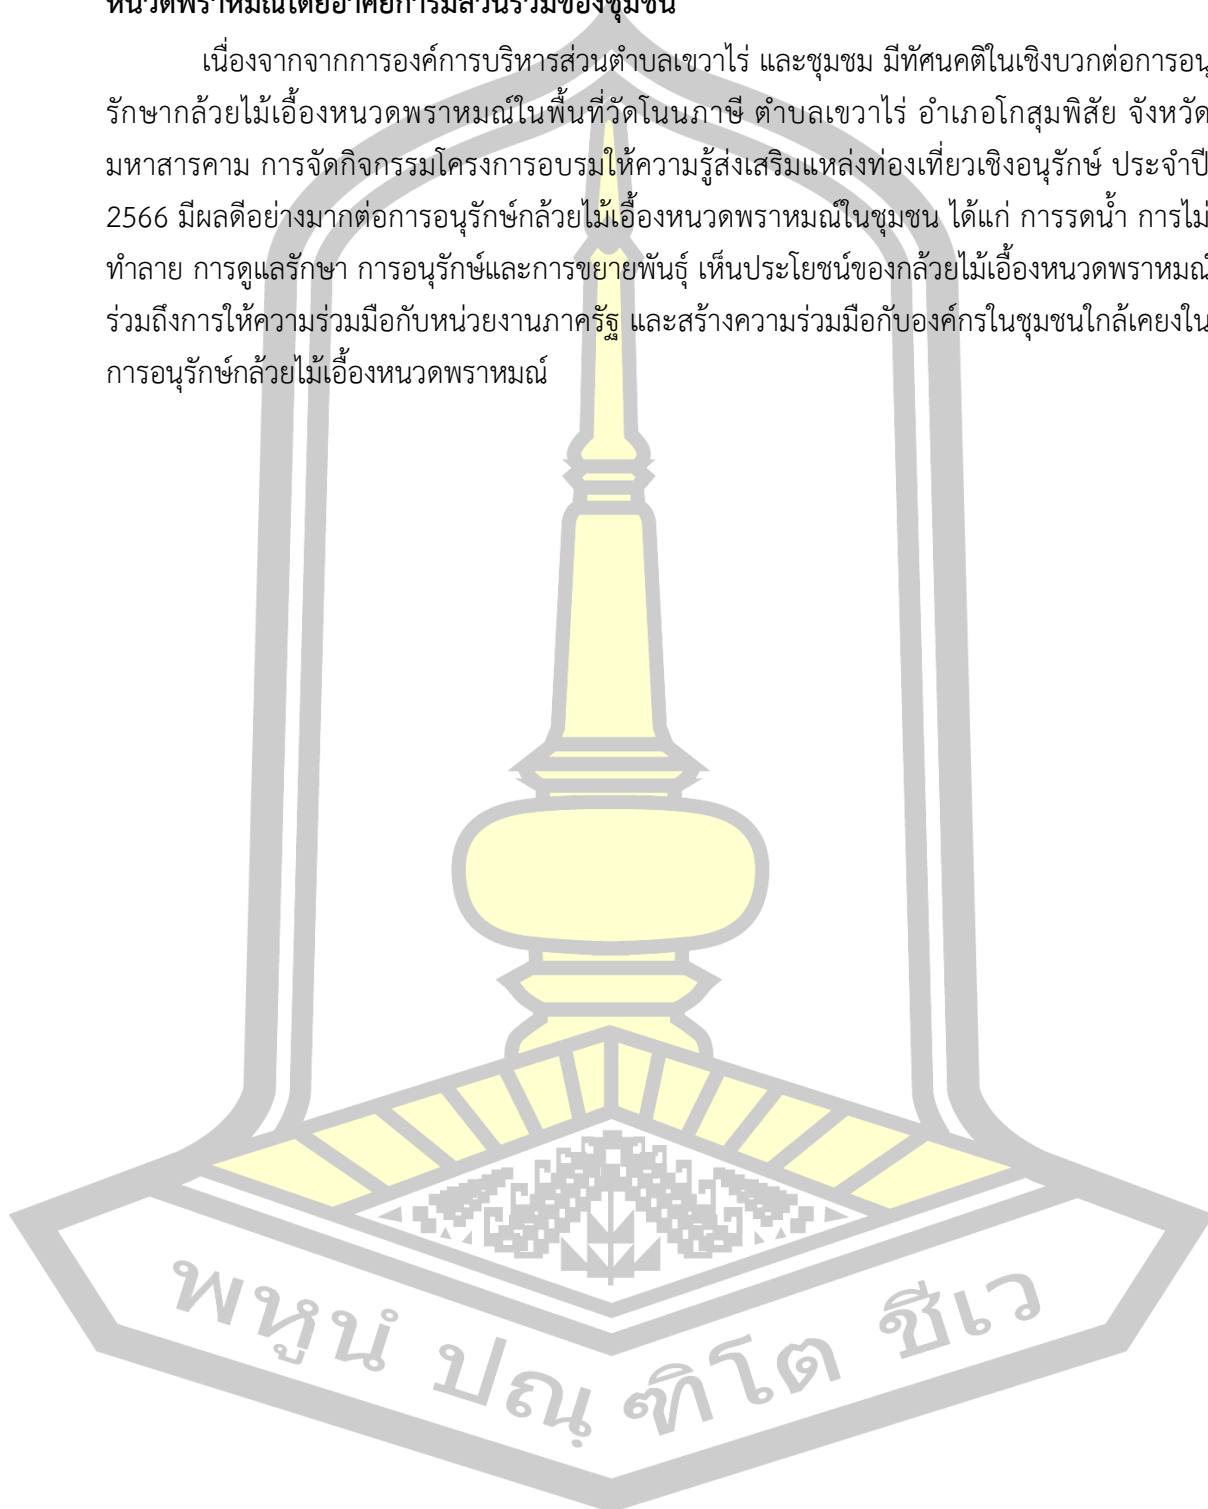 หนวดพราหมณ์โดยอาศัยการมีส่วนร่วมของชุมชน
เนื่องจากจากการองค์การบริหารส่วนตำบลเขวาไร่ และชุมชม มีทัศนคติในเชิงบวกต่อการอนุ
รักษากล้วยไม้เอื้องหนวดพราหมณ์ในพื้นที่วัดโนนภาษี ตำบลเขวาไร่ อำเภอโกสุมพิสัย จังหวัด
มหาสารคาม การจัดกิจกรรมโครงการอบรมให้ความรู้ส่งเสริมแหล่งท่องเที่ยวเชิงอนุรักษ์ ประจำปี
2566 มีผลดีอย่างมากต่อการอนุรักษ์กล้วยไม้เอื้องหนวดพราหมณ์ในชุมชน ได้แก่ การรดน้ำ การไม่
ทำลาย การดูแลรักษา การอนุรักษ์และการขยายพันธุ์ เห็นประโยชน์ของกล้วยไม้เอื้องหนวดพราหมณ์
ร่วมถึงการให้ความร่วมมือกับหน่วยงานภาครัฐ และสร้างความร่วมมือกับองค์กรในชุมชนใกล้เคียงใน
การอนุรักษ์กล้วยไม้เอื้องหนวดพราหมณ์
พหูนํ ปณฺฑิโต ชีเว